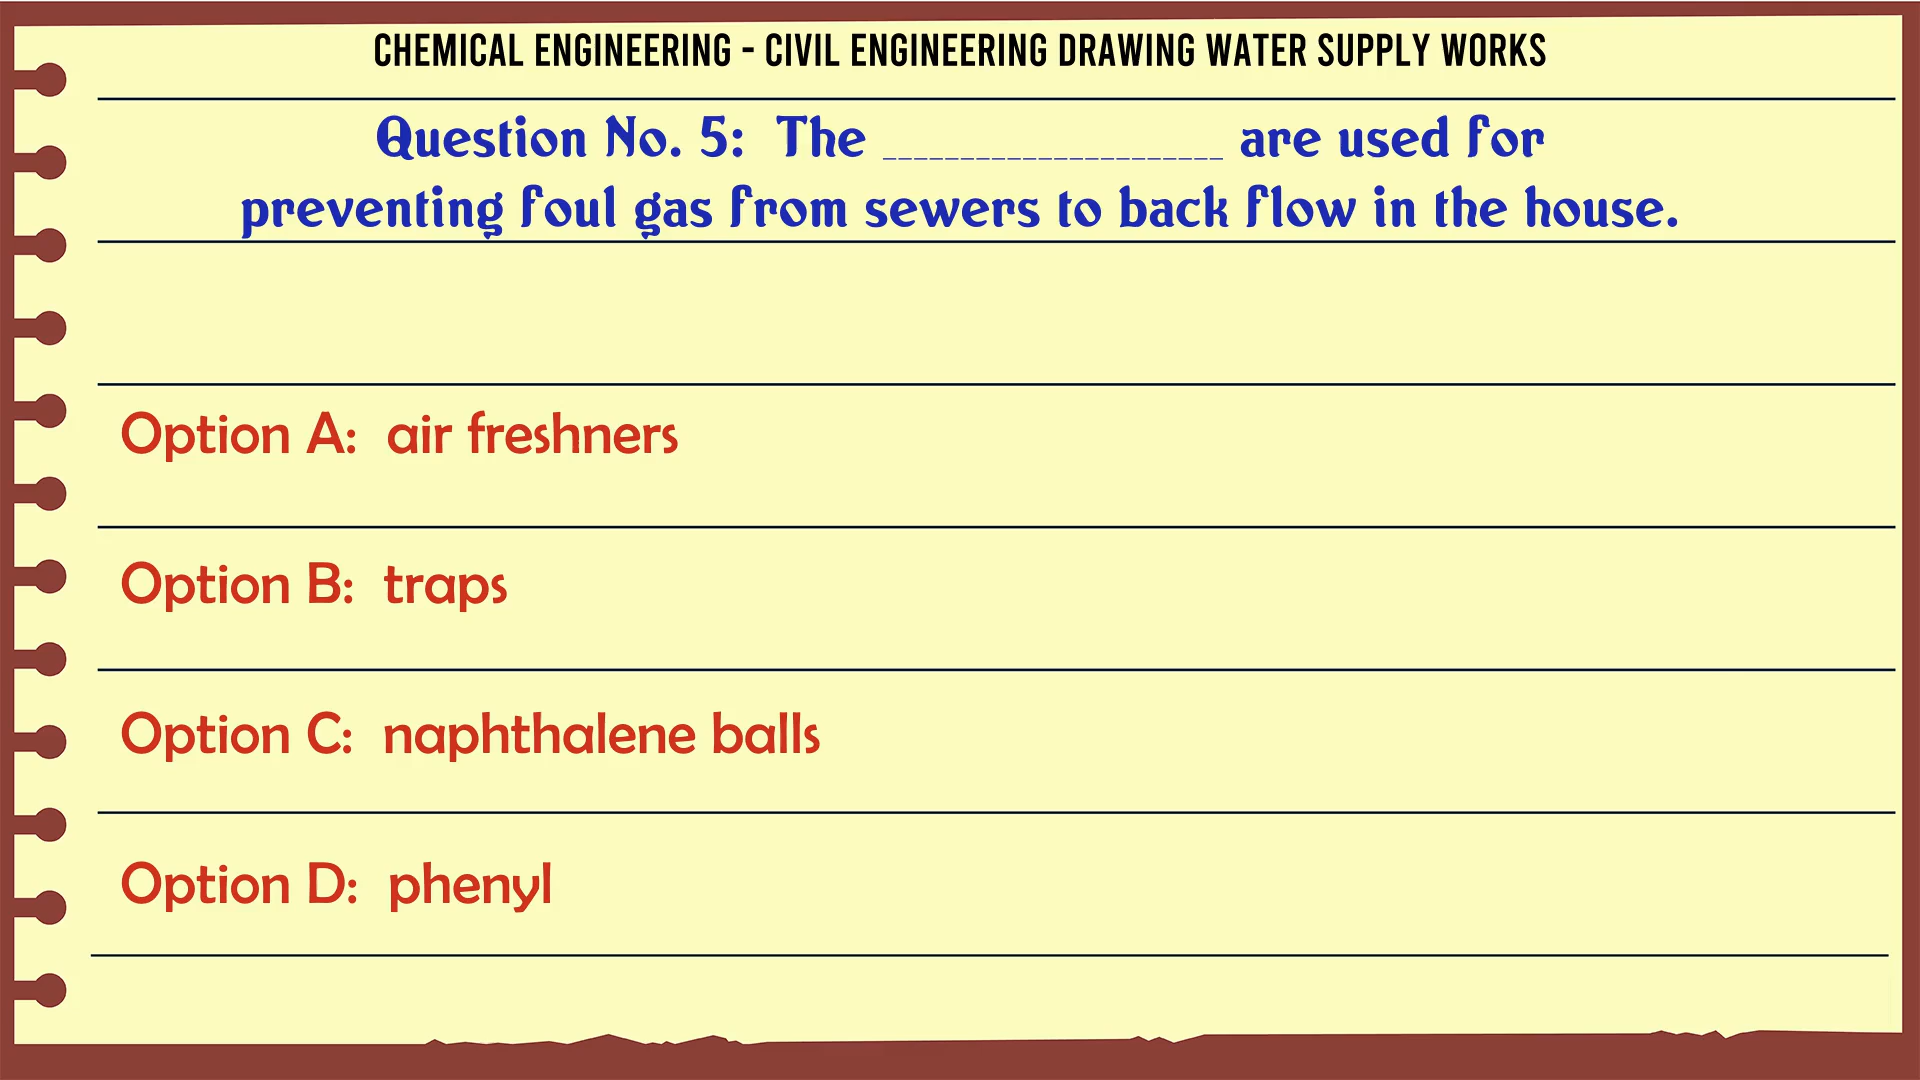 CHEMICAL ENGINEERING - CIVIL ENGINEERING DRAWING WATER SUPPLY WORKS
Question No. 5: The ______________________ are used for
preventing foul gas from sewers to back flow in the house.
Option A: air freshners
Option B: traps
Option C: naphthalene balls
Option D: phenyl